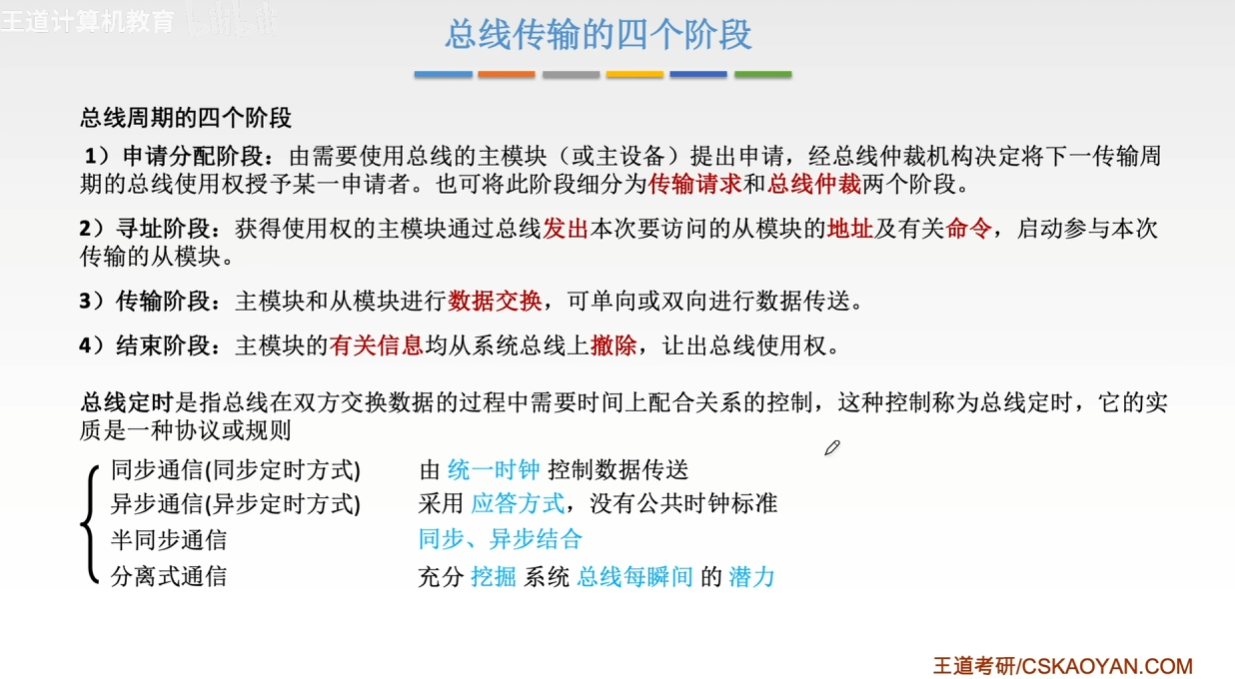 王道计算机教育
总线传输的四个阶段
总线周期的四个阶段
1）申请分配阶段：由需要使用总线的主模块（或主设备）提出申请，经总线仲裁机构决定将下一传输周
期的总线使用权授予某一申请者。也可将此阶段细分为传输请求和总线仲裁两个阶段。
2）寻址阶段：获得使用权的主模块通过总线发出本次要访问的从模块的地址及有关命令，启动参与本次
传输的从模块。
3）传输阶段：主模块和从模块进行数据交换，可单向或双向进行数据传送。
4）结束阶段：主模块的有关信息均从系统总线上撤除，让出总线使用权。
总线定时是指总线在双方交换数据的过程中需要时间上配合关系的控制，这种控制称为总线定时，它的实
质是一种协议或规则
同步通信(同步定时方式) 由 统一时钟 控制数据传送
异步通信(异步定时方式) 采用 应答方式，没有公共时钟标准
半同步通信 同步、异步结合
分离式通信 充分 挖掘 系统 总线每瞬间 的 潜力
王道考研/CSKAOYAN.COM